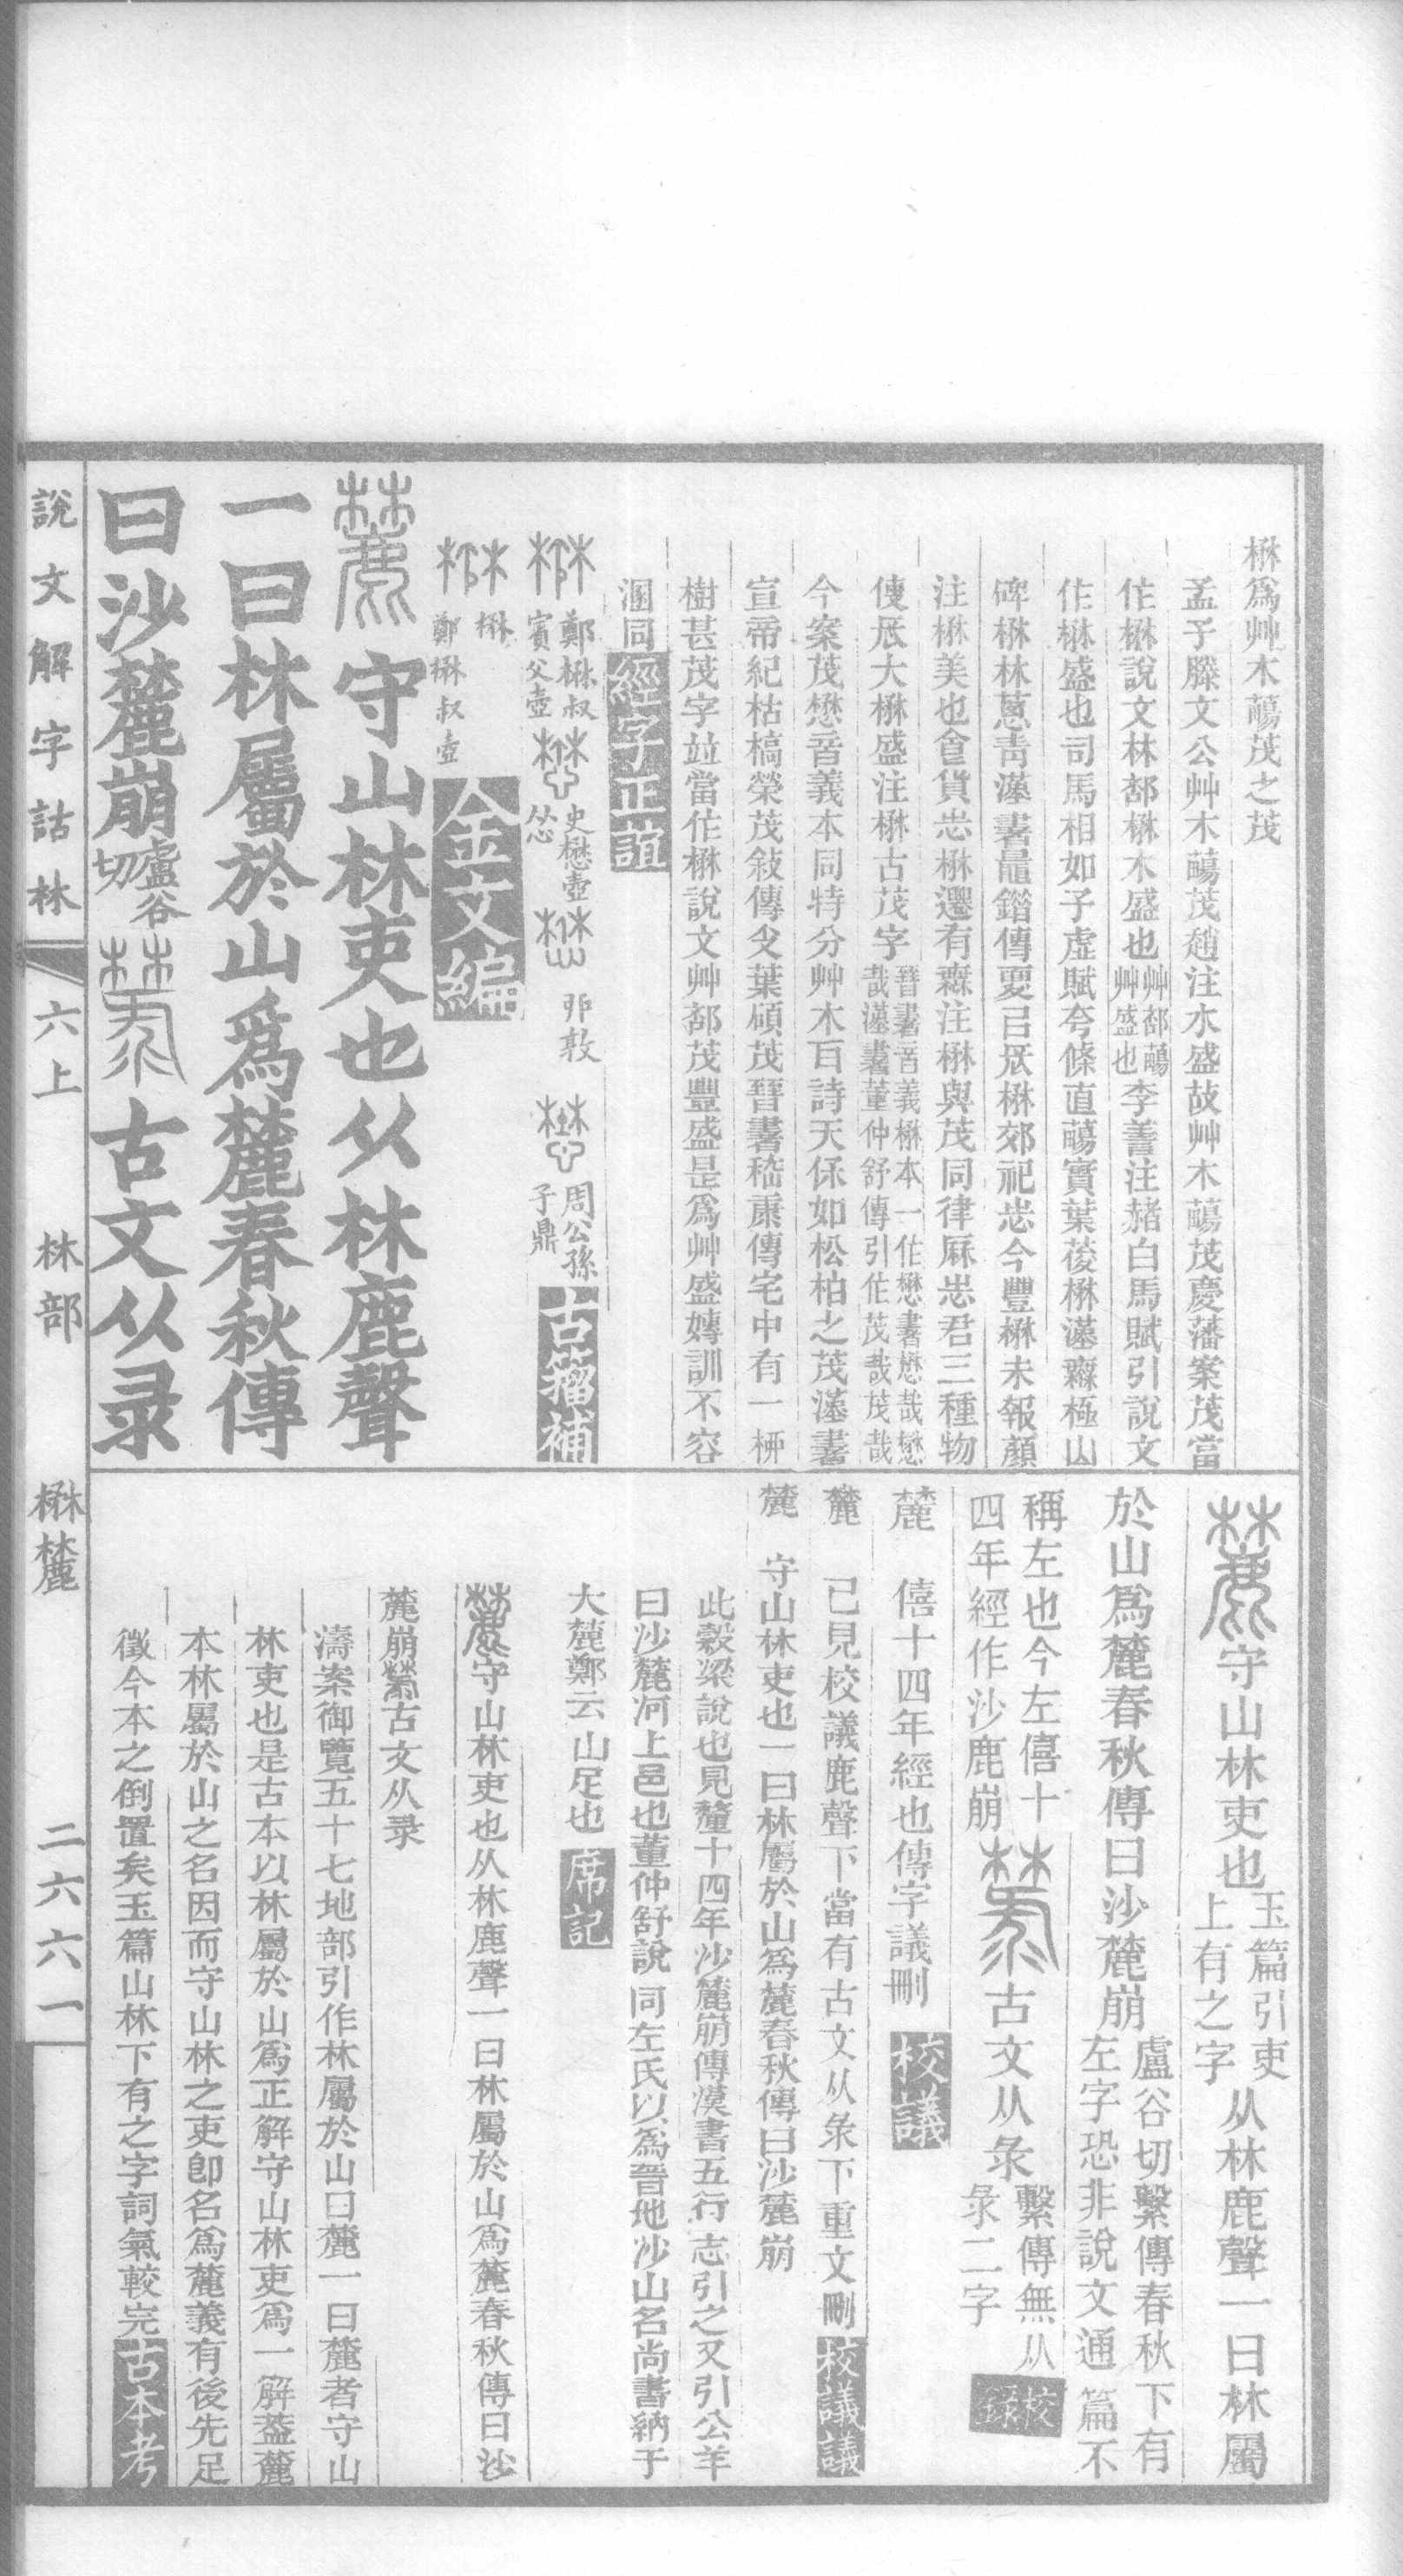 楙爲艸木蕃茂之茂
孟子滕文公艸木暢茂趙注木盛故艸木暢茂慶藩案茂當
作楙說文林部楙木盛也艸部茂艸盛也李善注赭白馬賦引說文
作楙盛也司馬相如子虛賦夸條直暢實葉葰楙漢隸極山
碑楙林蔥靑漢書鼂錯傳夏以長楙郊祀志今豐楙未報顏
注楙美也食貨志楙遷有無注楙與茂同律厤志君三種物
使長大楙盛注楙古茂字晉書音義楙本一作懋書懋哉懋哉漢書董仲舒傳引作茂哉茂哉
今案茂懋音義本同特分艸木耳詩天保如松柏之茂漢書
宣帝紀枯槁榮茂敍傳支葉碩茂晉書嵇康傳宅中有一柳
樹甚茂字竝當作楙說文艸部茂豐盛是爲艸盛專訓不容
溷同 經字正誼
鄭楙叔賓父壺 史懋壺 卯敦 周公孫子鼎 古籀補
楙 鄭楙叔壺 金文編
麓 守山林吏也从林鹿聲
一曰林屬於山爲麓春秋傳
曰沙麓崩盧谷切 古文从录
說文解字詁林 六上 林部 楙麓 二六六一
麓守山林吏也玉篇引吏上有之字从林鹿聲一曰林屬
於山爲麓春秋傳曰沙麓崩盧谷切繫傳春秋下有左字恐非說文通篇不
稱左也今左僖十四年經作沙鹿崩 古文从彔繫傳無从彔二字 校錄
麓 僖十四年經也傳字議刪 校議
麓 已見校議鹿聲下當有古文从彔下重文刪 校議議
麓 守山林吏也一曰林屬於山爲麓春秋傳曰沙麓崩
此穀梁說也見釐十四年沙麓崩傳漢書五行志引之又引公羊
曰沙麓河上邑也董仲舒說同左氏以爲晉地沙山名尚書納于
大麓鄭云山足也 席記
麓守山林吏也从林鹿聲一曰林屬於山爲麓春秋傳曰沙
麓崩 古文从录
濤案御覽五十七地部引作林屬於山曰麓一曰麓者守山
林吏也是古本以林屬於山爲正解守山林吏爲一解葢麓
本林屬於山之名因而守山林之吏卽名爲麓義有後先足
徵今本之倒置矣玉篇山林下有之字詞氣較完 古本考